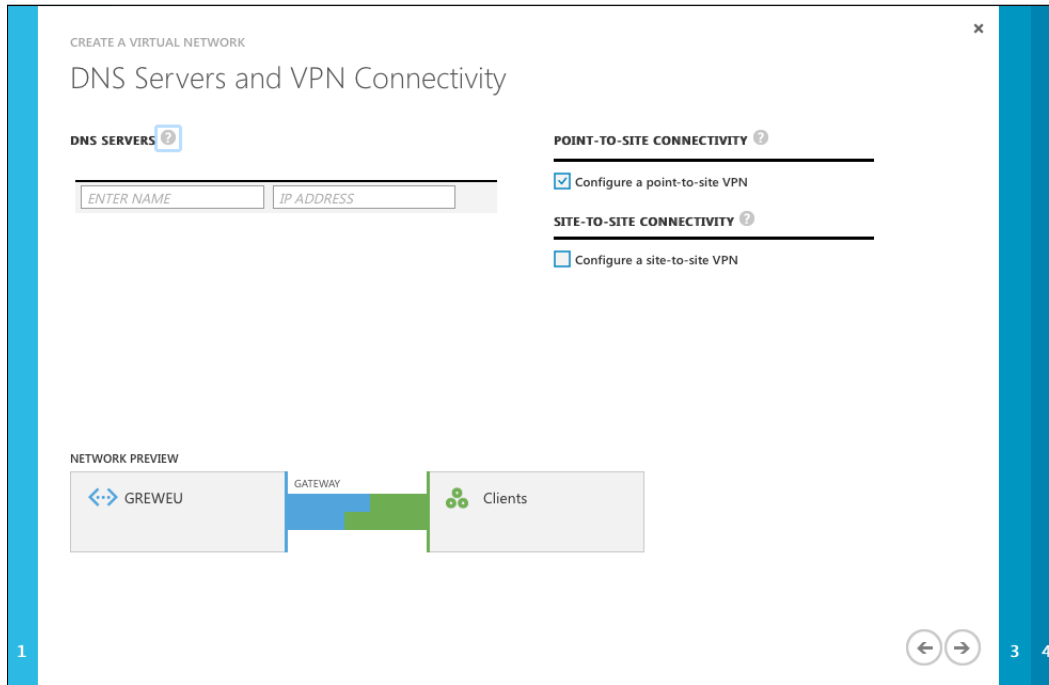 CREATE A VIRTUAL NETWORK
DNS Servers and VPN Connectivity
DNS SERVERS ?
ENTER NAME IP ADDRESS
POINT-TO-SITE CONNECTIVITY ?
Configure a point-to-site VPN
SITE-TO-SITE CONNECTIVITY ?
Configure a site-to-site VPN
NETWORK PREVIEW
GREWEU
GATEWAY
Clients
1
3 4